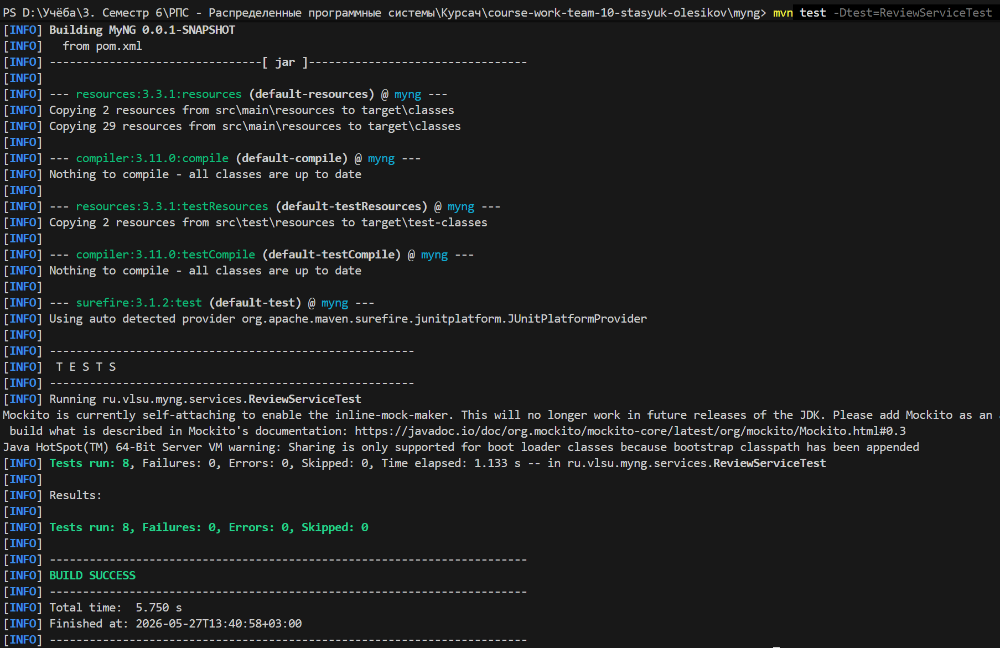 PS D:\Учёба\3. Семестр 6\РПС - Распределенные программные системы\Курсач\course-work-team-10-stasyuk-olesikov\myng> mvn test -Dtest=ReviewServiceTest
[INFO] Building MyNG 0.0.1-SNAPSHOT
[INFO]   from pom.xml
[INFO] --------------------------------[ jar ]---------------------------------
[INFO]
[INFO] --- resources:3.3.1:resources (default-resources) @ myng ---
[INFO] Copying 2 resources from src\main\resources to target\classes
[INFO] Copying 29 resources from src\main\resources to target\classes
[INFO]
[INFO] --- compiler:3.11.0:compile (default-compile) @ myng ---
[INFO] Nothing to compile - all classes are up to date
[INFO]
[INFO] --- resources:3.3.1:testResources (default-testResources) @ myng ---
[INFO] Copying 2 resources from src\test\resources to target\test-classes
[INFO]
[INFO] --- compiler:3.11.0:testCompile (default-testCompile) @ myng ---
[INFO] Nothing to compile - all classes are up to date
[INFO]
[INFO] --- surefire:3.1.2:test (default-test) @ myng ---
[INFO] Using auto detected provider org.apache.maven.surefire.junitplatform.JUnitPlatformProvider
[INFO]
[INFO] -------------------------------------------------------
[INFO]  T E S T S
[INFO] -------------------------------------------------------
[INFO] Running ru.vlsu.myng.services.ReviewServiceTest
Mockito is currently self-attaching to enable the inline-mock-maker. This will no longer work in future releases of the JDK. Please add Mockito as an
 build what is described in Mockito's documentation: https://javadoc.io/doc/org.mockito/mockito-core/latest/org/mockito/Mockito.html#0.3
Java HotSpot(TM) 64-Bit Server VM warning: Sharing is only supported for boot loader classes because bootstrap classpath has been appended
[INFO] Tests run: 8, Failures: 0, Errors: 0, Skipped: 0, Time elapsed: 1.133 s -- in ru.vlsu.myng.services.ReviewServiceTest
[INFO]
[INFO] Results:
[INFO]
[INFO] Tests run: 8, Failures: 0, Errors: 0, Skipped: 0
[INFO]
[INFO] ------------------------------------------------------------------------
[INFO] BUILD SUCCESS
[INFO] ------------------------------------------------------------------------
[INFO] Total time:  5.750 s
[INFO] Finished at: 2026-05-27T13:40:58+03:00
[INFO] ------------------------------------------------------------------------